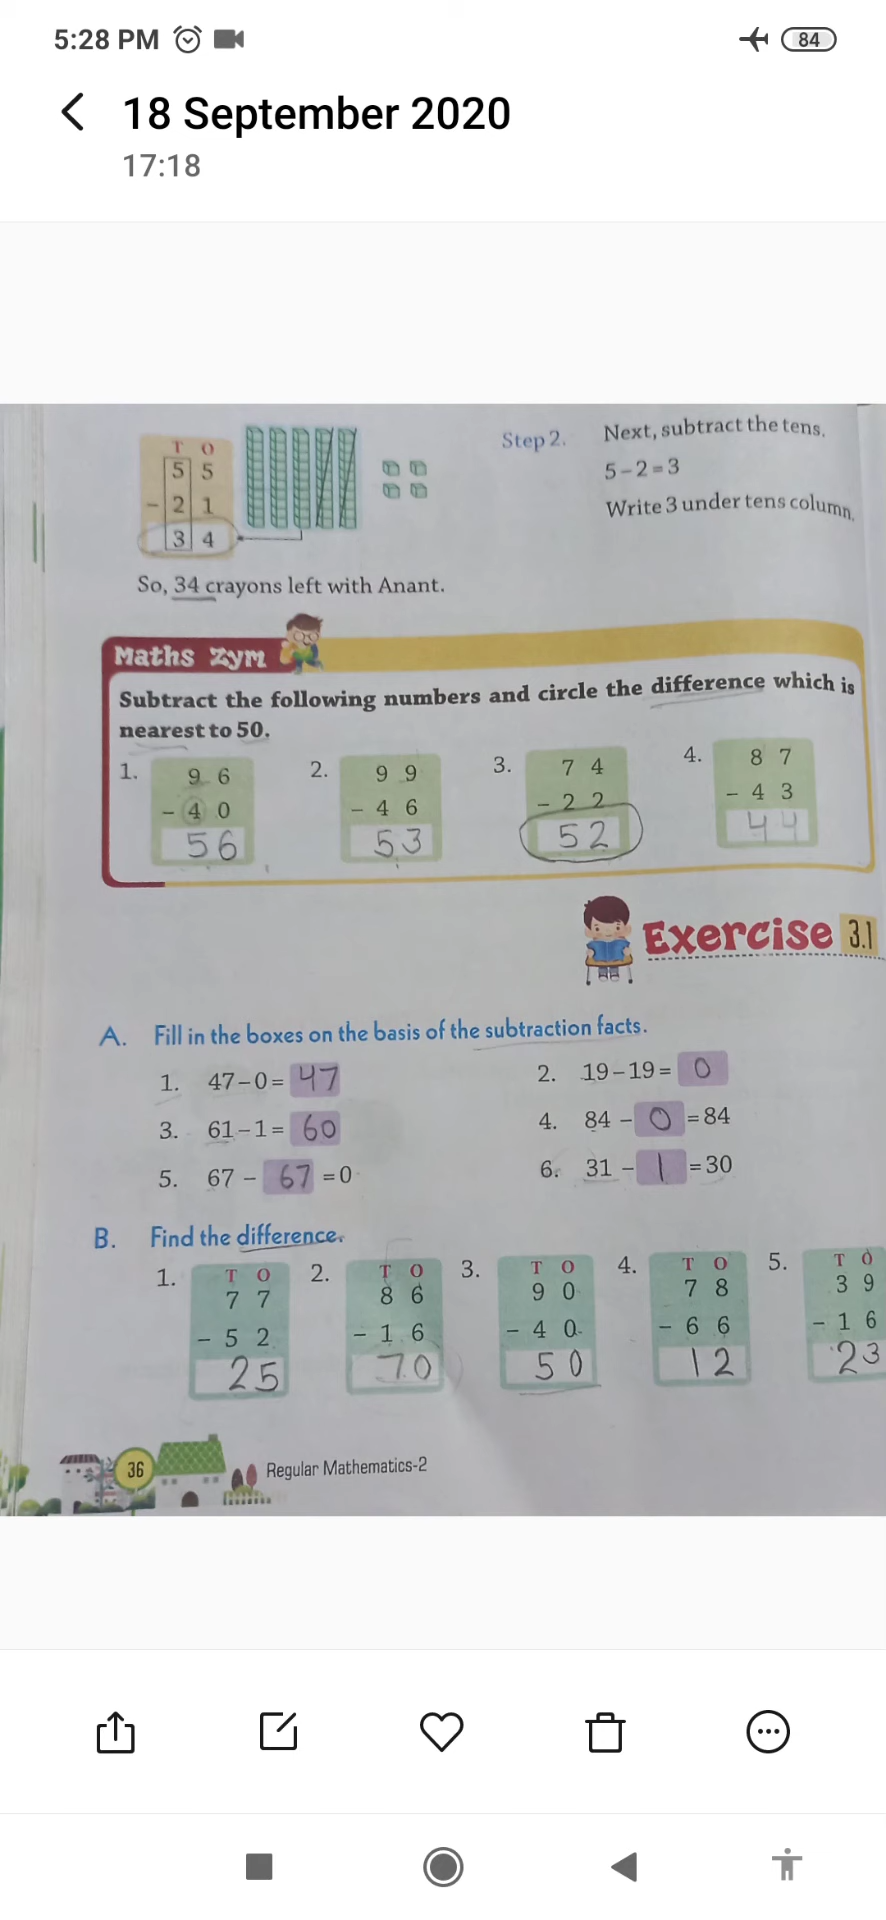 5:28 PM 84
18 September 2020
17:18
T O
5 5
- 2 1
3 4
Step 2. Next, subtract the tens.
5 - 2 = 3
Write 3 under tens column.
So, 34 crayons left with Anant.
Maths Zym
Subtract the following numbers and circle the difference which is
nearest to 50.
1. 9 6
- 4 0
56
2. 9 9
- 4 6
53
3. 7 4
- 2 2
52
4. 8 7
- 4 3
44
Exercise 3.1
A. Fill in the boxes on the basis of the subtraction facts.
1. 47 - 0 = 47
2. 19 - 19 = 0
3. 61 - 1 = 60
4. 84 - 0 = 84
5. 67 - 67 = 0
6. 31 - 1 = 30
B. Find the difference.
1. T O
7 7
- 5 2
25
2. T O
8 6
- 1 6
70
3. T O
9 0
- 4 0
50
4. T O
7 8
- 6 6
12
5. T O
3 9
- 1 6
23
36 Regular Mathematics-2